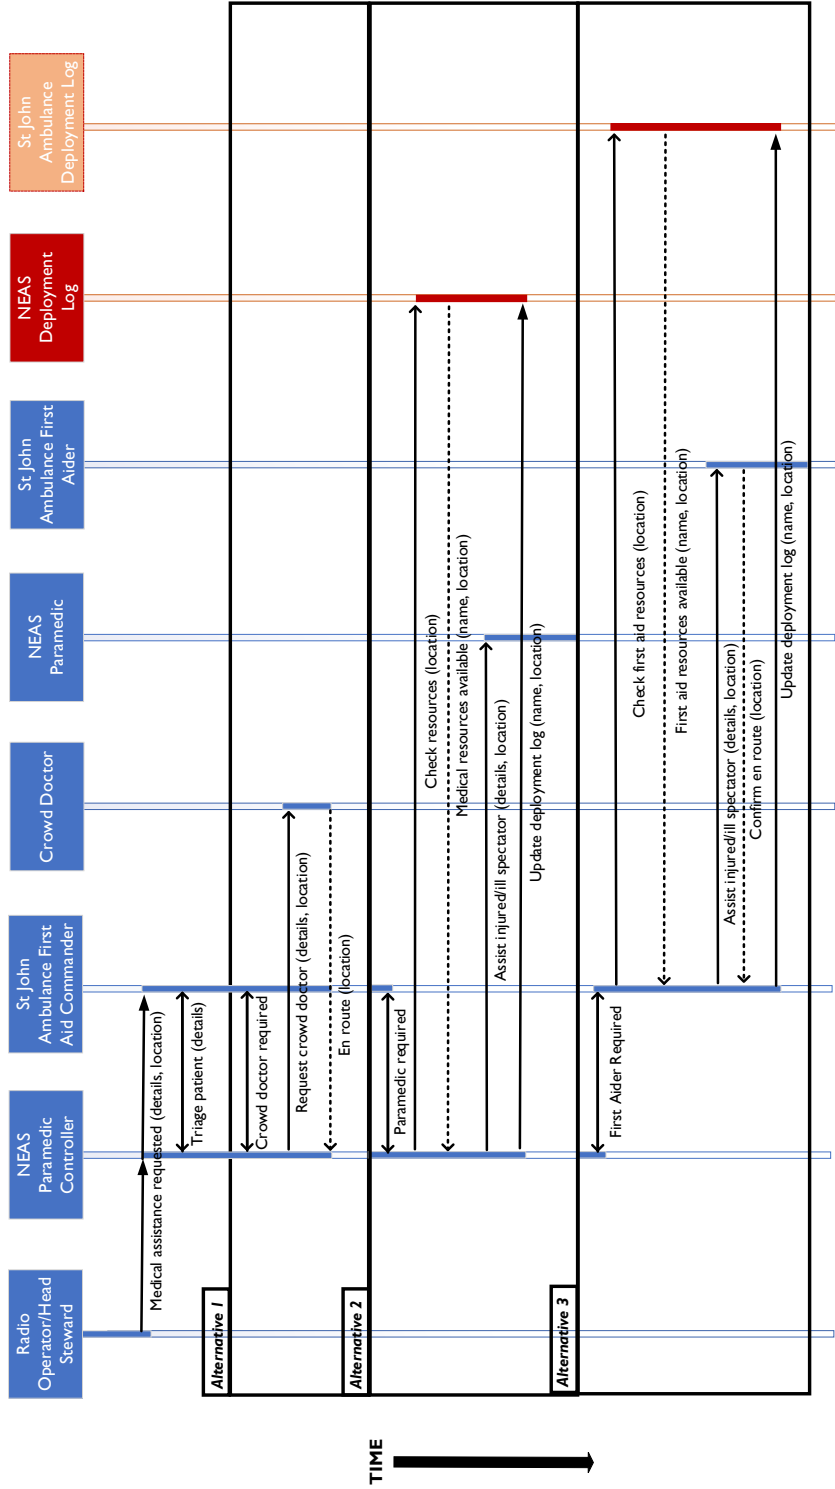 Radio
Operator/Head
Steward
NEAS
Paramedic
Controller
St John
Ambulance First
Aid Commander
Crowd Doctor
NEAS
Paramedic
St John
Ambulance First
Aider
NEAS
Deployment
Log
St John
Ambulance
Deployment Log
TIME
Medical assistance requested (details, location)
Triage patient (details)
Alternative 1
Crowd doctor required
Request crowd doctor (details, location)
En route (location)
Alternative 2
Paramedic required
Check resources (location)
Medical resources available (name, location)
Assist injured/ill spectator (details, location)
Update deployment log (name, location)
Alternative 3
First Aider Required
Check first aid resources (location)
First aid resources available (name, location)
Assist injured/ill spectator (details, location)
Confirm en route (location)
Update deployment log (name, location)